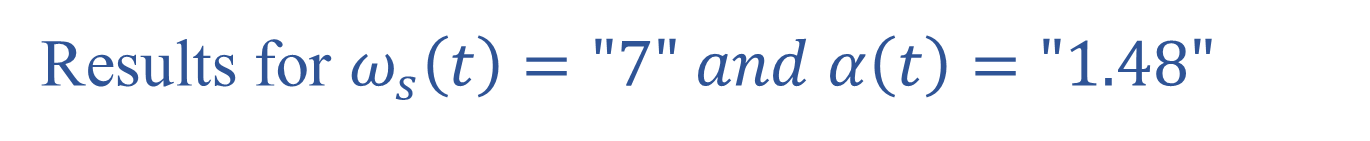 Results for ωₛ(t) = "7" and α(t) = "1.48"